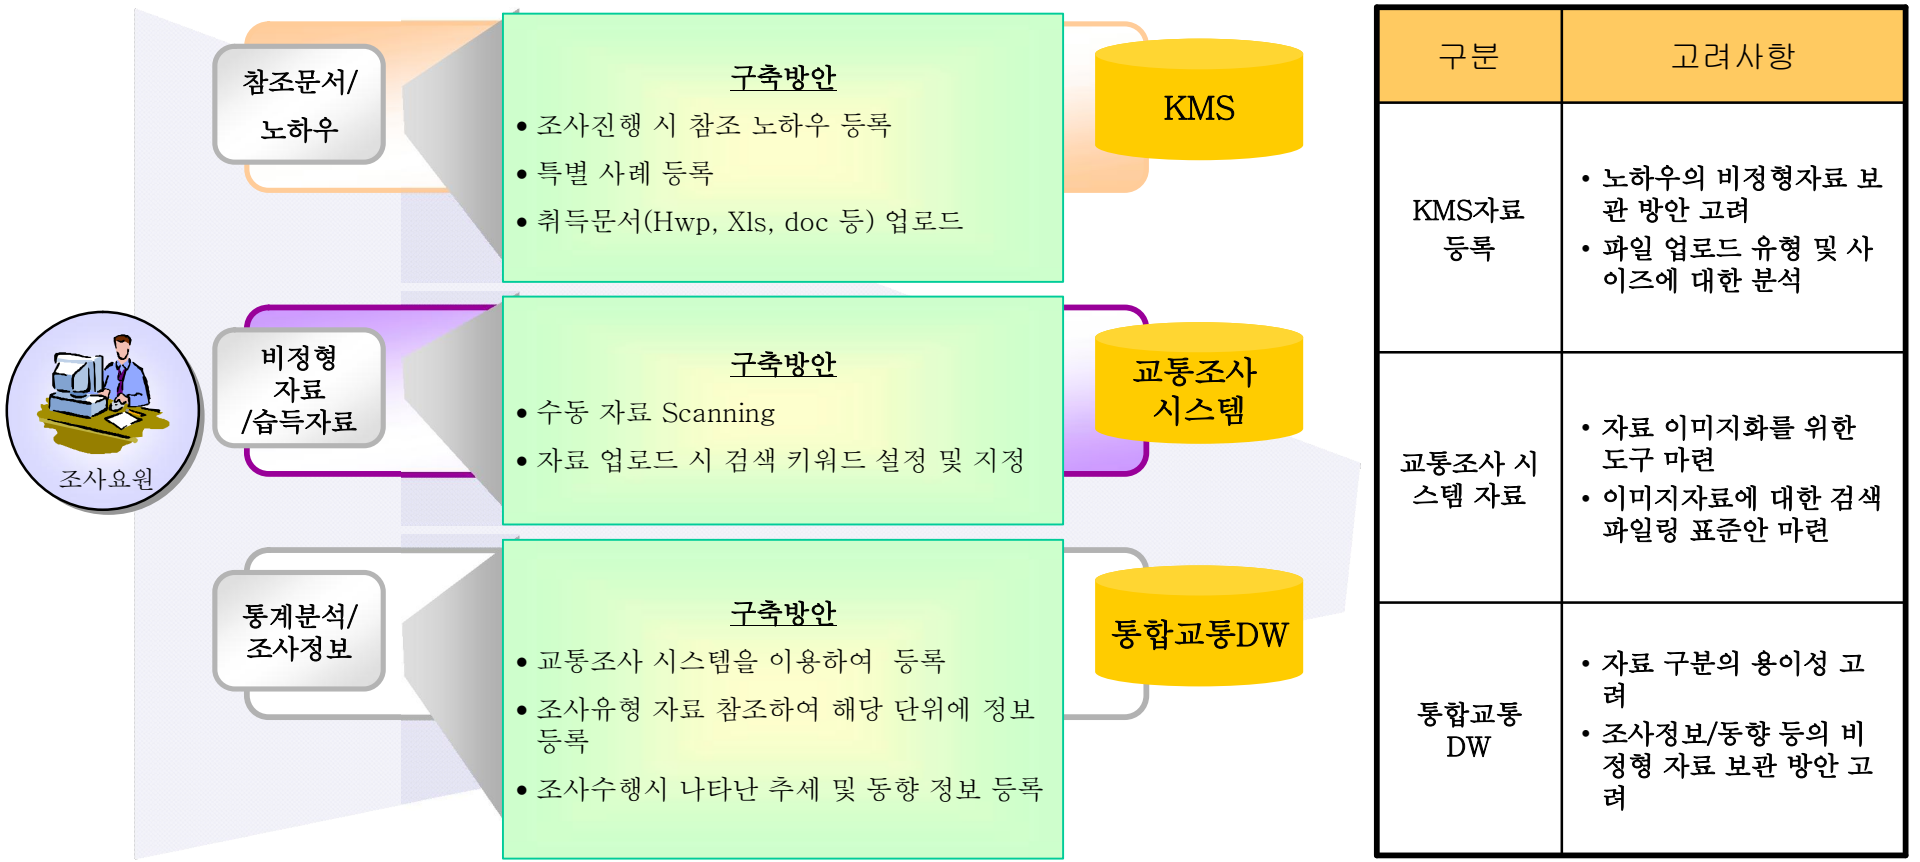 조사요원
참조문서/
노하우
구축방안
• 조사진행 시 참조 노하우 등록
• 특별 사례 등록
• 취득문서(Hwp, Xls, doc 등) 업로드
KMS
비정형
자료
/습득자료
구축방안
• 수동 자료 Scanning
• 자료 업로드 시 검색 키워드 설정 및 지정
교통조사
시스템
통계분석/
조사정보
구축방안
• 교통조사 시스템을 이용하여 등록
• 조사유형 자료 참조하여 해당 단위에 정보
등록
• 조사수행시 나타난 추세 및 동향 정보 등록
통합교통DW
구분
고려사항
KMS자료
등록
• 노하우의 비정형자료 보
관 방안 고려
• 파일 업로드 유형 및 사
이즈에 대한 분석
교통조사 시
스템 자료
• 자료 이미지화를 위한
도구 마련
• 이미지자료에 대한 검색
파일링 표준안 마련
통합교통
DW
• 자료 구분의 용이성 고
려
• 조사정보/동향 등의 비
정형 자료 보관 방안 고
려